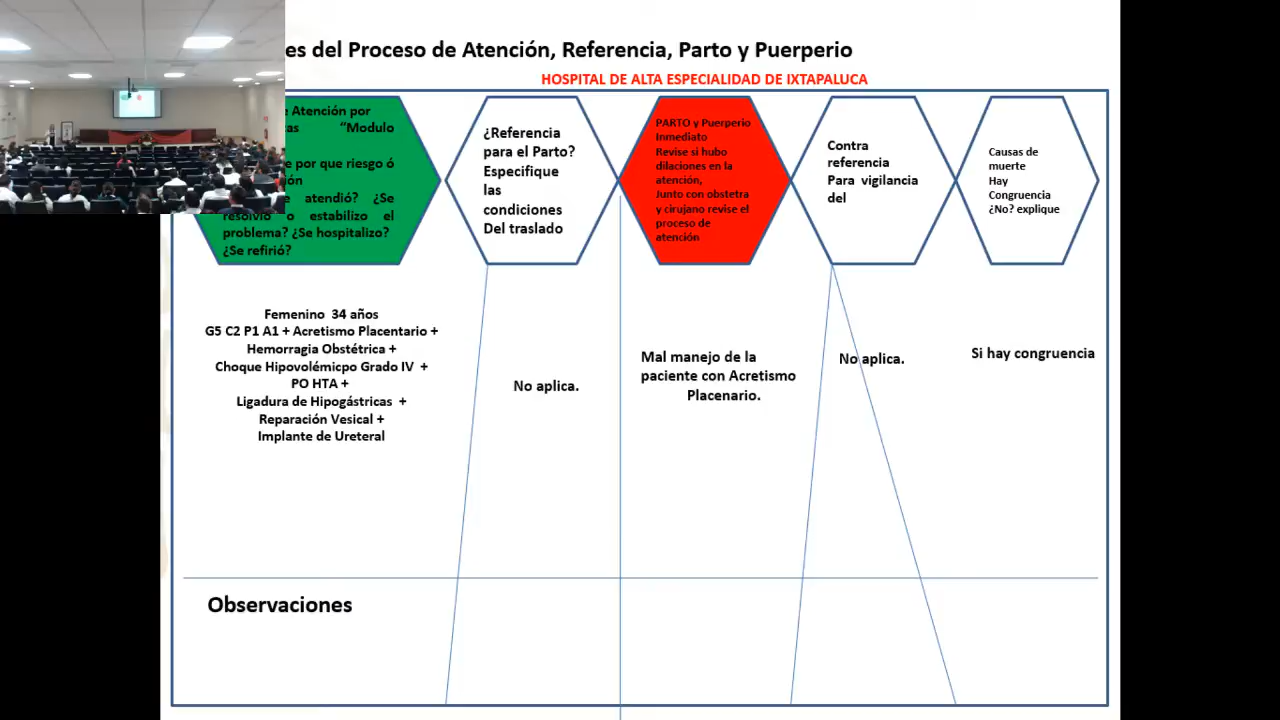 es del Proceso de Atención, Referencia, Parto y Puerperio
HOSPITAL DE ALTA ESPECIALIDAD DE IXTAPALUCA
Atención por
"Modulo
e por que riesgo ó
atendió? ¿Se
resolvio o estabilizo el
problema? ¿Se hospitalizo?
¿Se refirió?
¿Referencia
para el Parto?
Especifique
las
condiciones
Del traslado
PARTO y Puerperio
Inmediato
Revise si hubo
dilaciones en la
atención,
Junto con obstetra
y cirujano revise el
proceso de
atención
Contra
referencia
Para vigilancia
del
Causas de
muerte
Hay
Congruencia
¿No? explique
Femenino 34 años
G5 C2 P1 A1 + Acretismo Placentario +
Hemorragia Obstétrica +
Choque Hipovolémicpo Grado IV +
PO HTA +
Ligadura de Hipogástricas +
Reparación Vesical +
Implante de Ureteral
No aplica.
Mal manejo de la
paciente con Acretismo
Placenario.
No aplica.
Si hay congruencia
Observaciones